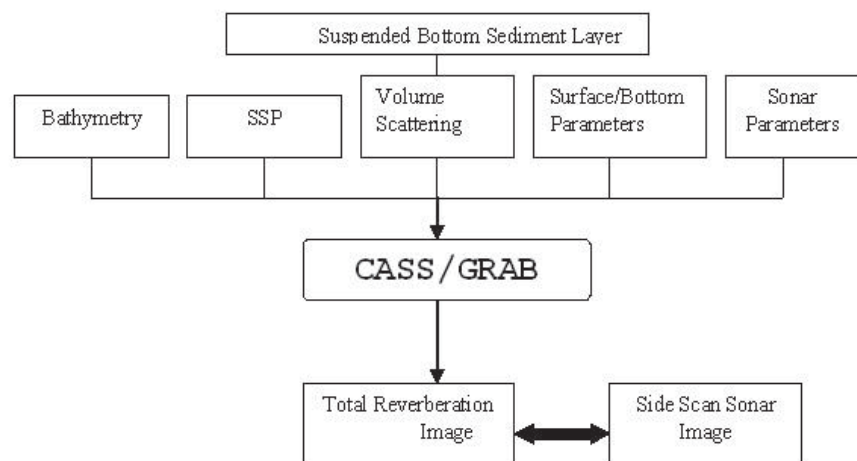 Suspended Bottom Sediment Layer
Bathymetry
SSP
Volume
Scattering
Surface/Bottom
Parameters
Sonar
Parameters
CASS/GRAB
Total Reverberation
Image
Side Scan Sonar
Image